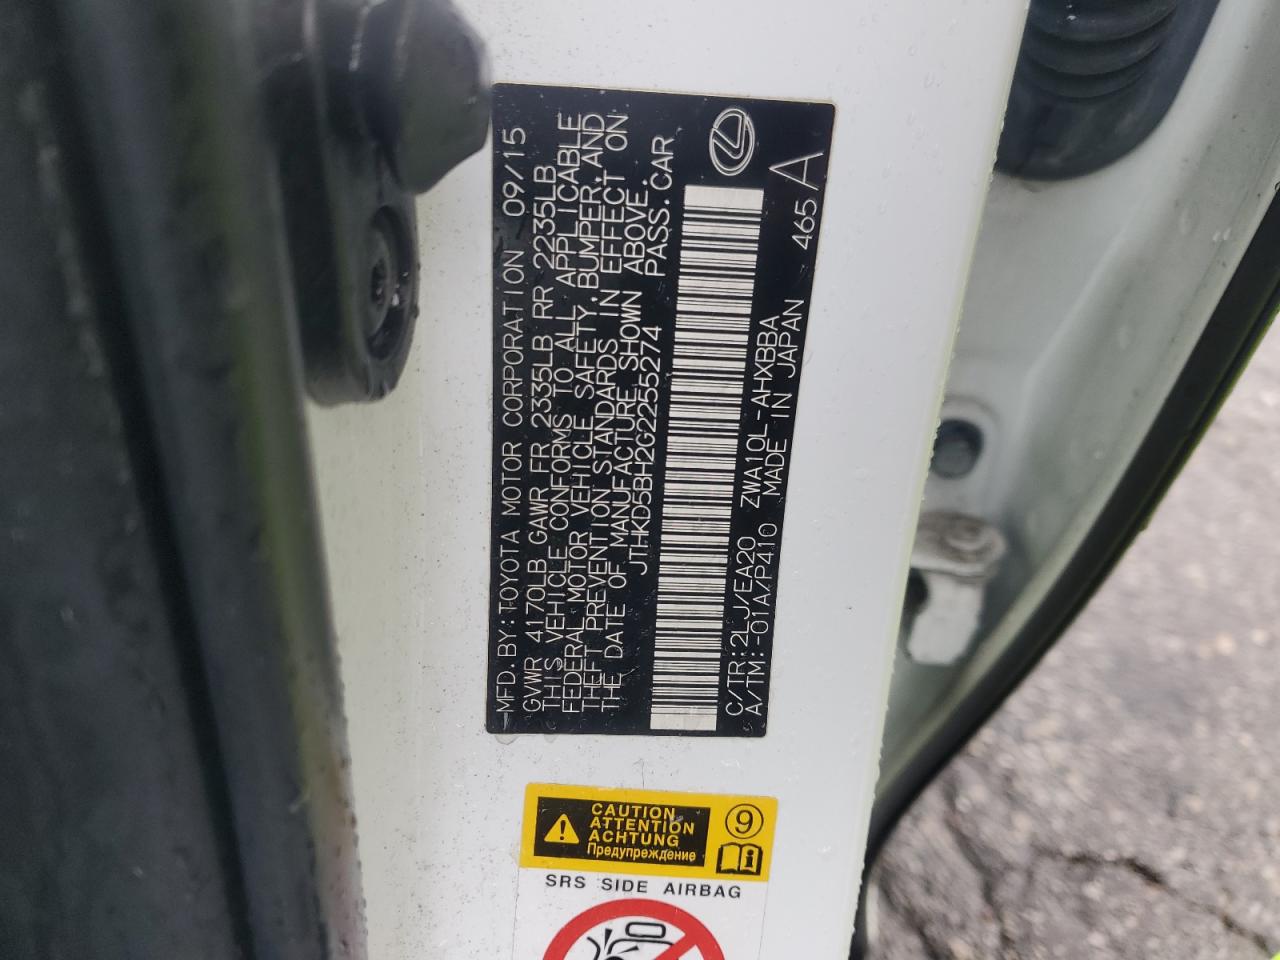 MFD.BY:TOYOTA MOTOR CORPORATION 09/15
GVWR 4170LB GAWR FR 2335LB RR 2235LB
THIS VEHICLE CONFORMS TO ALL APPLICABLE
FEDERAL MOTOR VEHICLE SAFETY,BUMPER,AND
THEFT PREVENTION STANDARDS IN EFFECT ON
THE DATE OF MANUFACTURE SHOWN ABOVE.
JTHKD5BH2G2255274 PASS.CAR
C/TR:2LJ/EA20 ZWA10L-AHXBBA 465A
A/TM:-01A/P410 MADE IN JAPAN
CAUTION
ATTENTION
ACHTUNG
Предупреждение
9
SRS SIDE AIRBAG